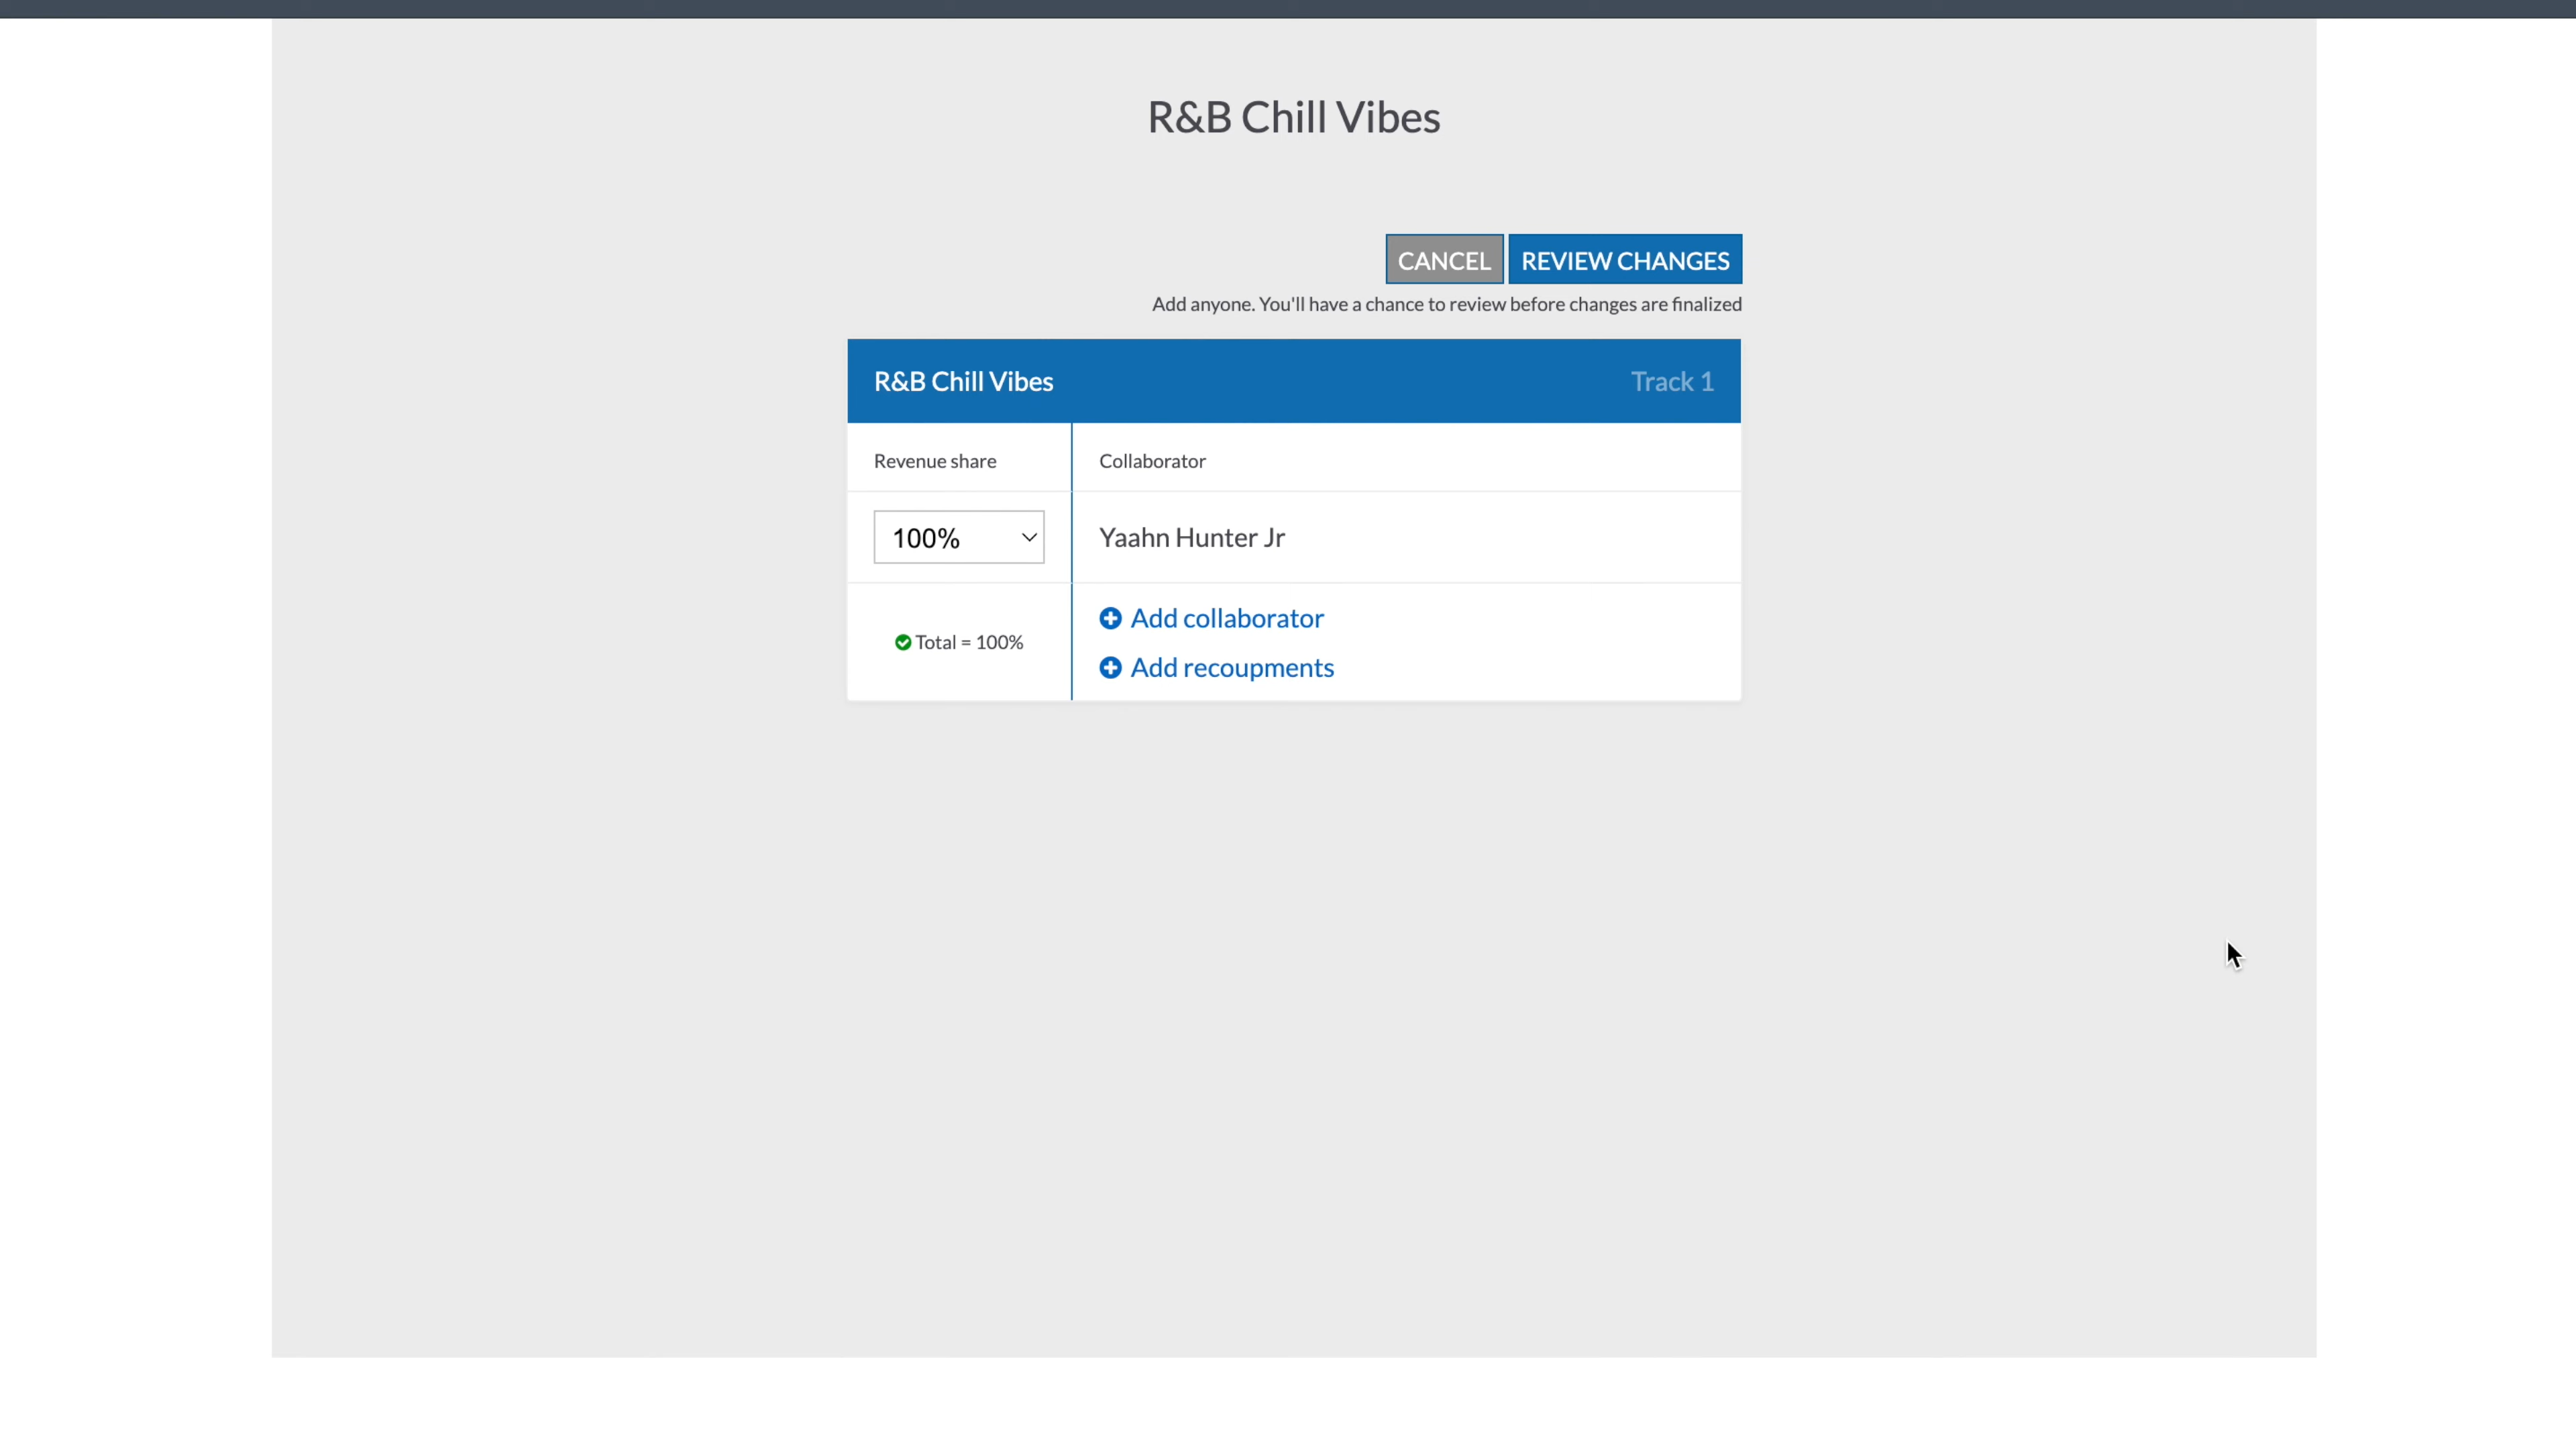 R&B Chill Vibes
CANCEL
REVIEW CHANGES
Add anyone. You'll have a chance to review before changes are finalized
R&B Chill Vibes
Track 1
Revenue share
Collaborator
100%
Yaahn Hunter Jr
Total = 100%
Add collaborator
Add recoupments